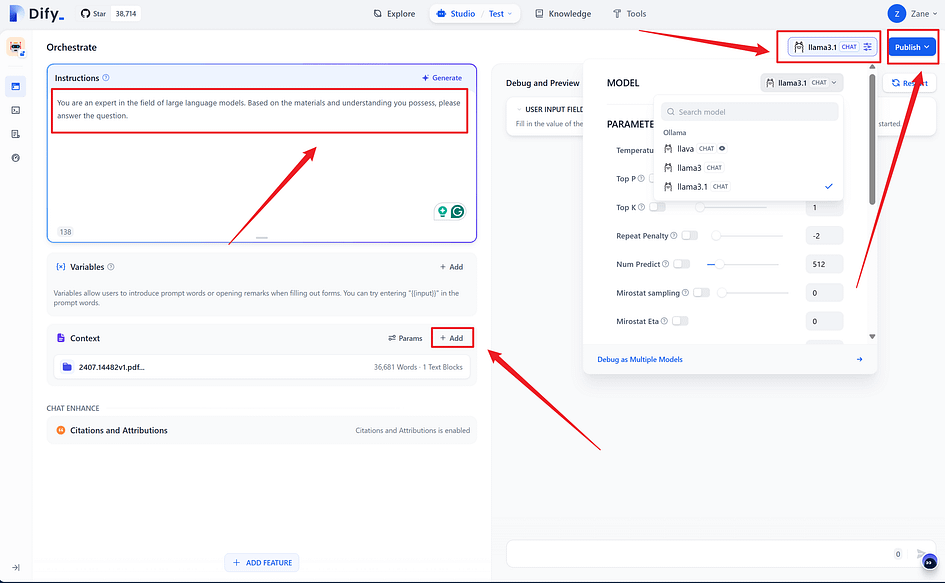 Dify_
Star 38,714
Explore
Studio / Test
Knowledge
Tools
Z Zane
Orchestrate
llama3.1 CHAT
Publish
Instructions
Generate
You are an expert in the field of large language models. Based on the materials and understanding you possess, please
answer the question.
138
Variables
+ Add
Variables allow users to introduce prompt words or opening remarks when filling out forms. You can try entering "{{input}}" in the
prompt words.
Context
Params
+ Add
2407.14482v1.pdf...
36,681 Words · 1 Text Blocks
CHAT ENHANCE
Citations and Attributions
Citations and Attributions is enabled
+ ADD FEATURE
Debug and Preview
USER INPUT FIELD
Fill in the value of the
started.
MODEL
llama3.1 CHAT
Search model
Ollama
llava CHAT
llama3 CHAT
llama3.1 CHAT
PARAMETE
Temperatu
Top P
Top K
1
Repeat Penalty
-2
Num Predict
512
Mirostat sampling
0
Mirostat Eta
0
Debug as Multiple Models
0